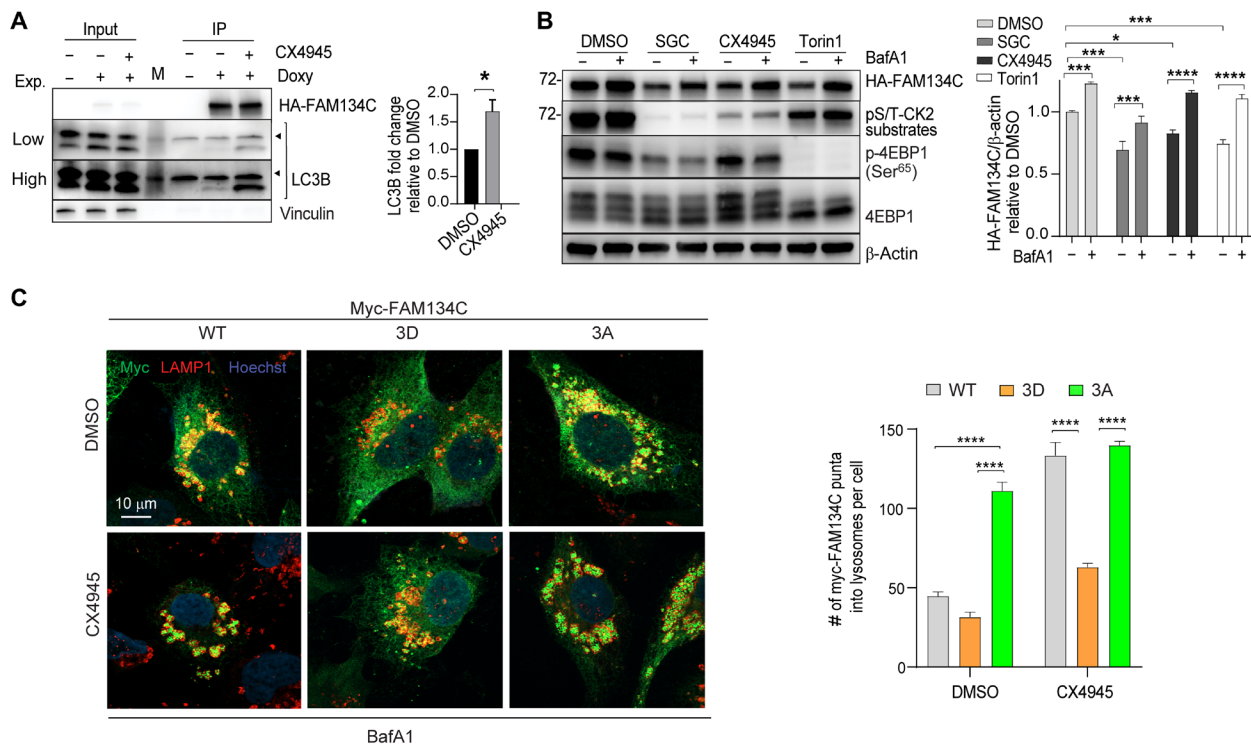 A
Input IP
CX4945
– – + – – +
Doxy
– + + M – + +
Exp.
HA-FAM134C
Low
High
LC3B
Vinculin
*
LC3B fold change
relative to DMSO
2.0
1.5
1.0
0.5
0.0
DMSO
CX4945
B
DMSO SGC CX4945 Torin1
BafA1
– + – + – + – +
72
HA-FAM134C
72
pS/T-CK2
substrates
p-4EBP1
(Ser65)
4EBP1
β-Actin
DMSO
SGC
CX4945
Torin1
***
*
***
*** *** **** ****
HA-FAM134C/β-actin
relative to DMSO
1.0
1.0
0.0
BafA1 – + – + – + – +
C
Myc-FAM134C
WT 3D 3A
Myc LAMP1 Hoechst
DMSO
10 μm
CX4945
BafA1
WT 3D 3A
# of myc-FAM134C punta
into lysosomes per cell
150
100
50
0
**** **** **** ****
DMSO CX4945